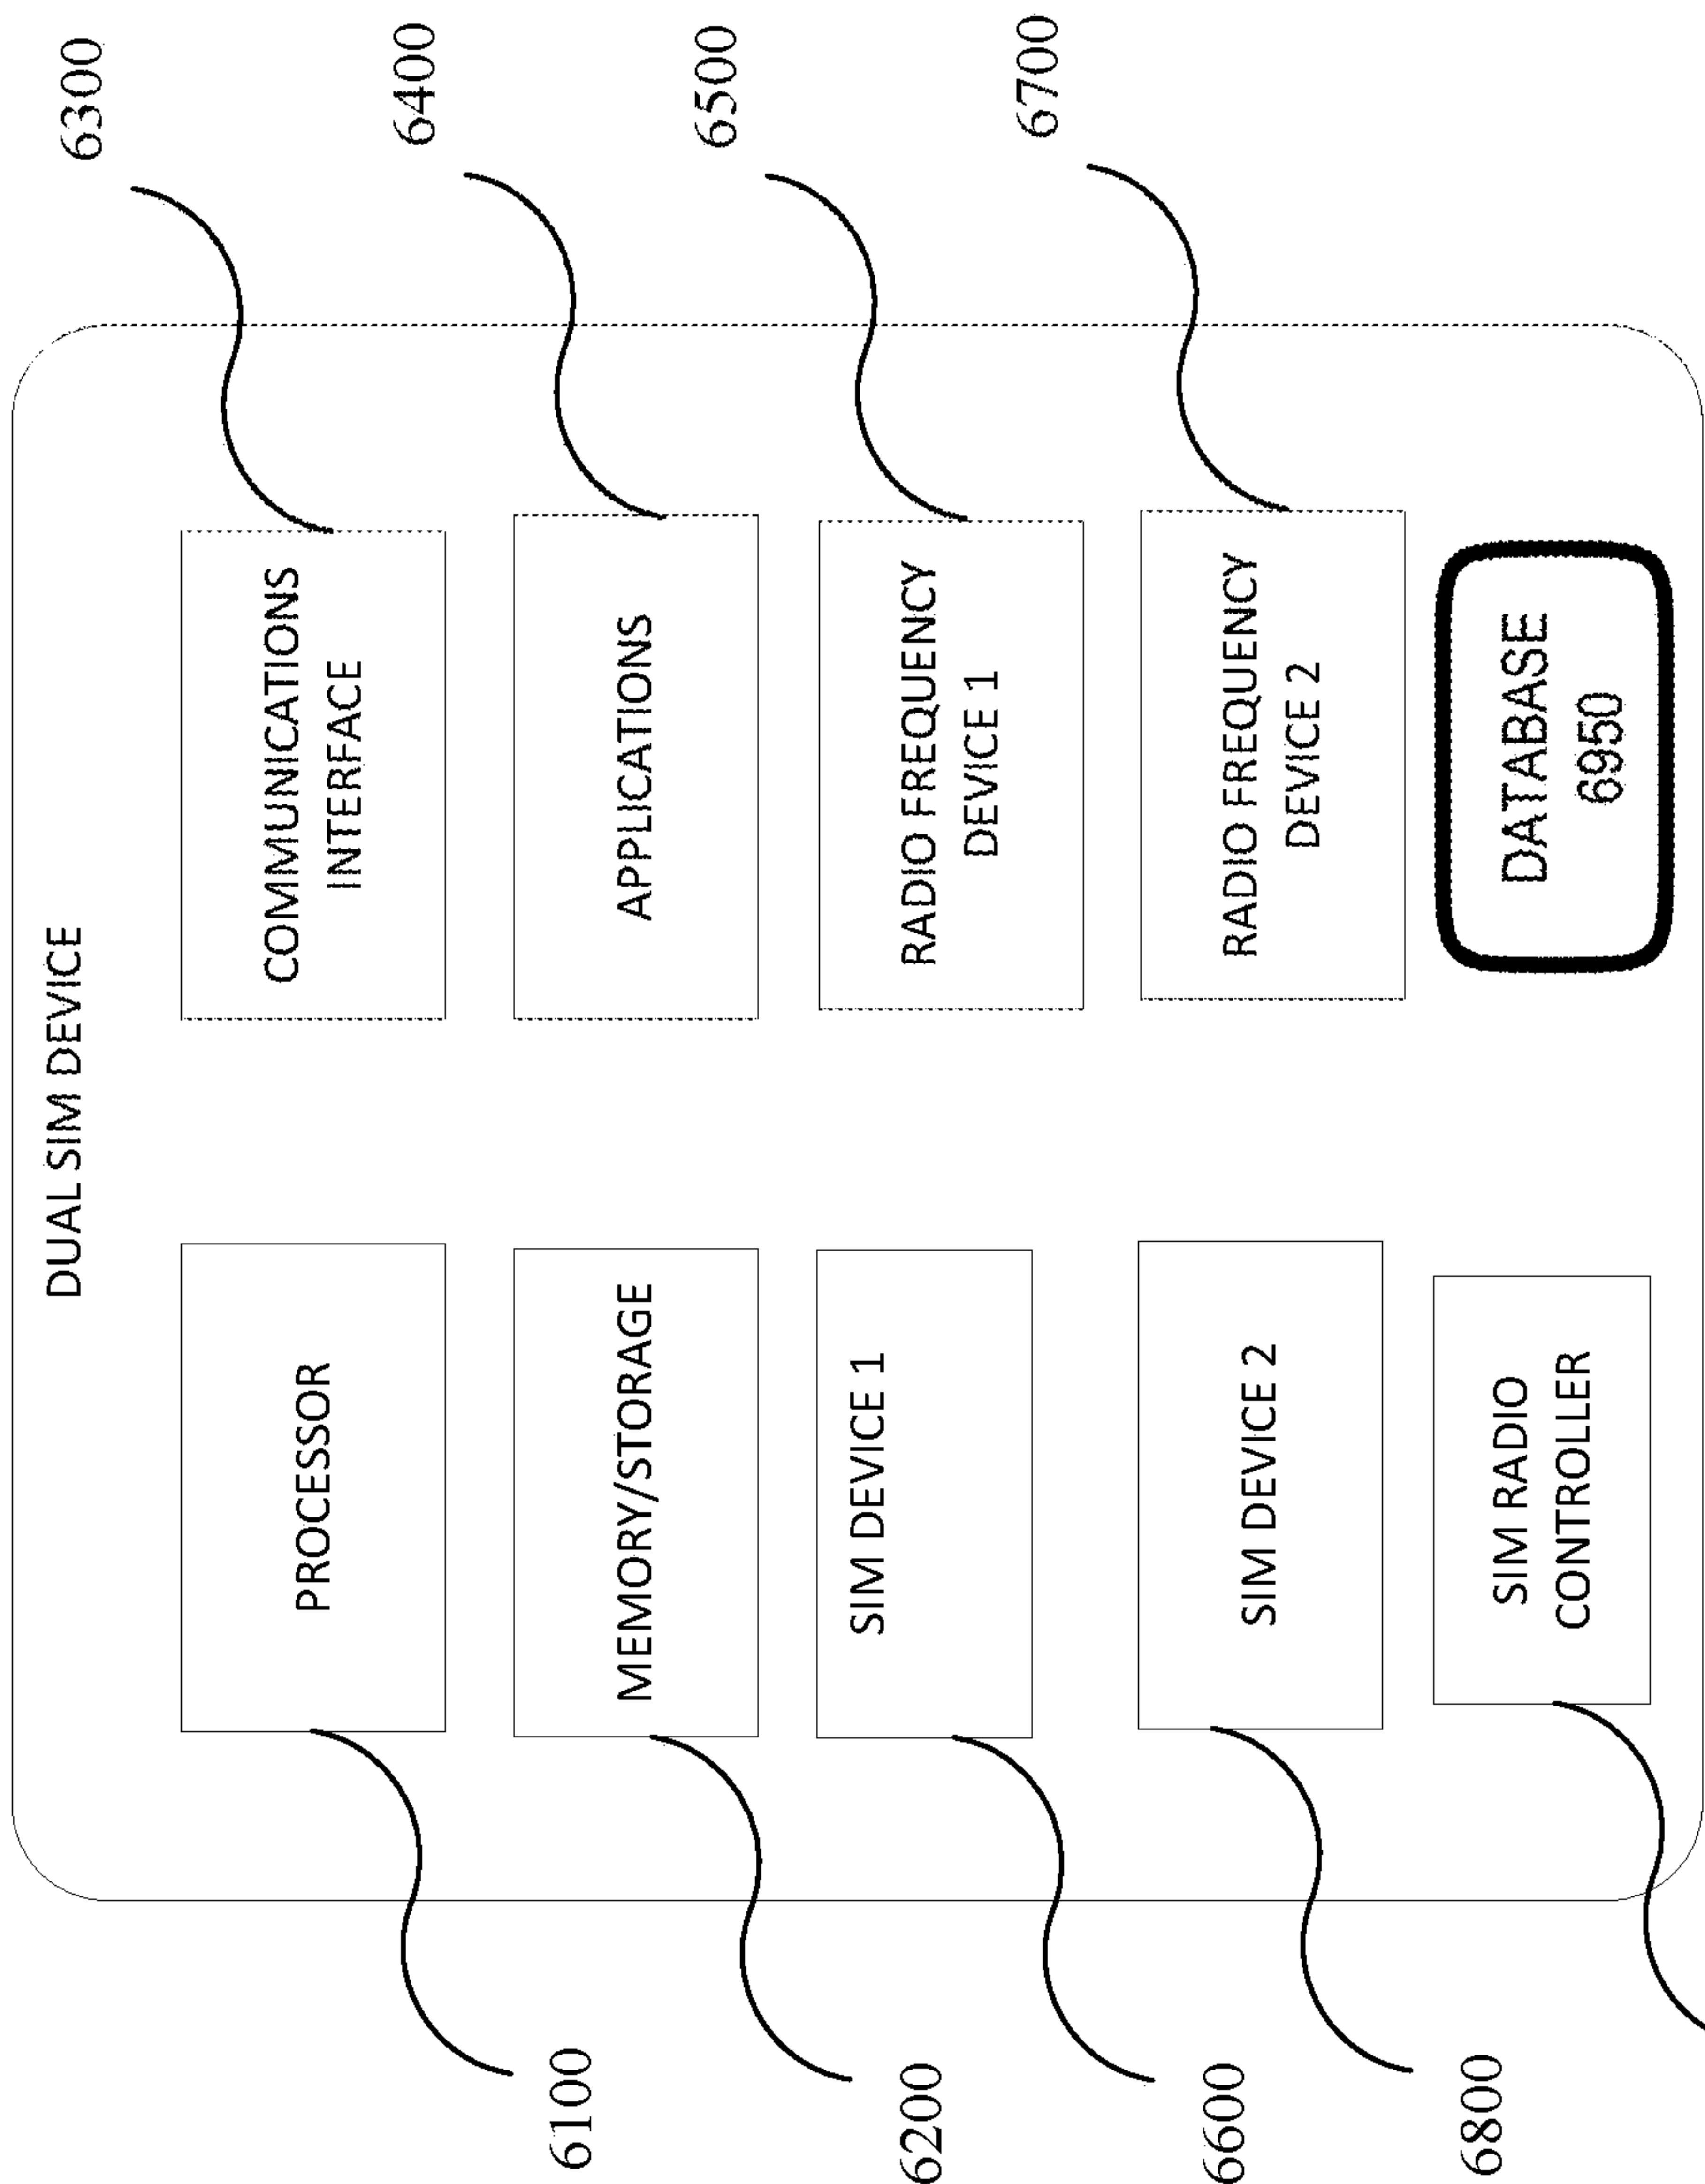 DUAL SIM DEVICE
PROCESSOR
6100
COMMUNICATIONS
INTERFACE
6300
MEMORY/STORAGE
6200
APPLICATIONS
6400
SIM DEVICE 1
6600
RADIO FREQUENCY
DEVICE 1
6500
SIM DEVICE 2
6800
RADIO FREQUENCY
DEVICE 2
6700
SIM RADIO
CONTROLLER
DATABASE
6950